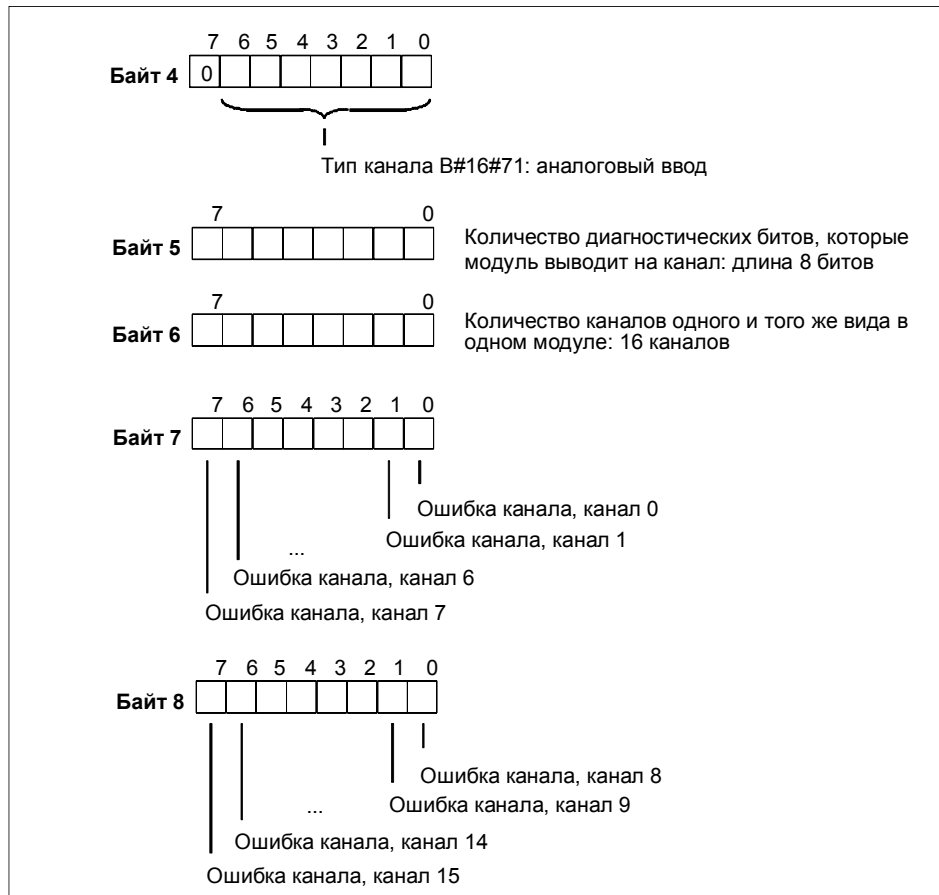 7 6 5 4 3 2 1 0
Байт 4 0
Тип канала B#16#71: аналоговый ввод
7 0
Байт 5
Количество диагностических битов, которые
модуль выводит на канал: длина 8 битов
7 0
Байт 6
Количество каналов одного и того же вида в
одном модуле: 16 каналов
7 6 5 4 3 2 1 0
Байт 7
Ошибка канала, канал 0
Ошибка канала, канал 1
...
Ошибка канала, канал 6
Ошибка канала, канал 7
7 6 5 4 3 2 1 0
Байт 8
Ошибка канала, канал 8
Ошибка канала, канал 9
...
Ошибка канала, канал 14
Ошибка канала, канал 15